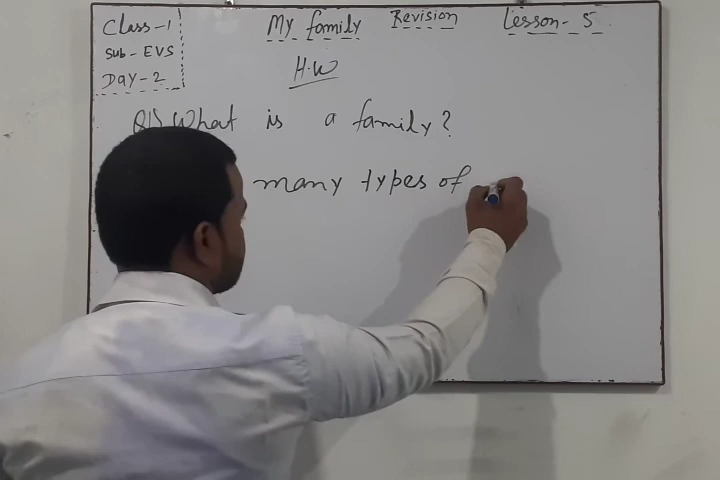 Class-1 My family Revision Lesson-5
Sub-EVS
Day-2 H.W
Q1) What is a family?
many types of